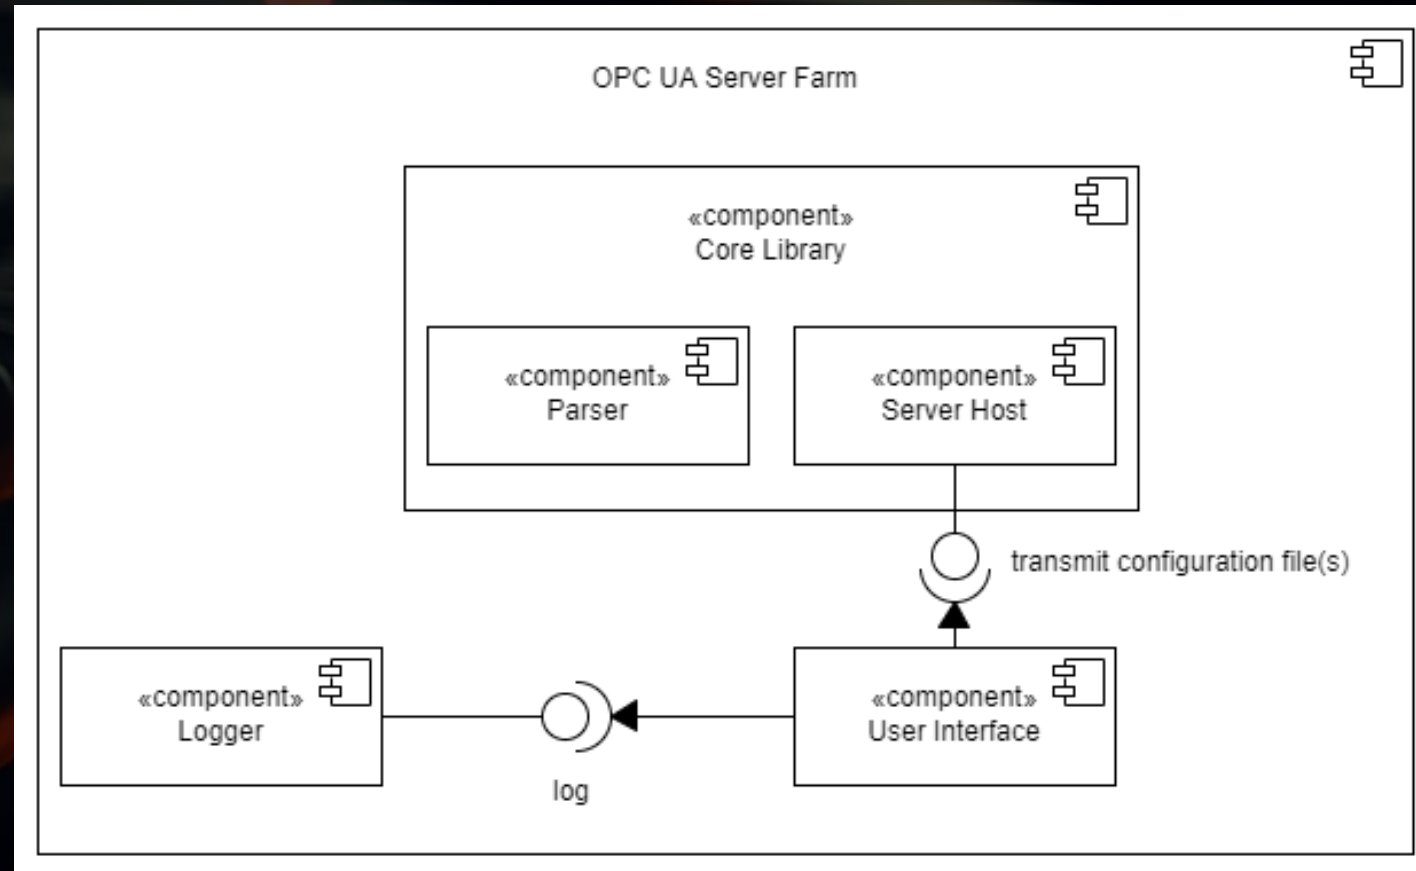 OPC UA Server Farm
«component»
Core Library
«component»
Parser
«component»
Server Host
transmit configuration file(s)
«component»
Logger
log
«component»
User Interface